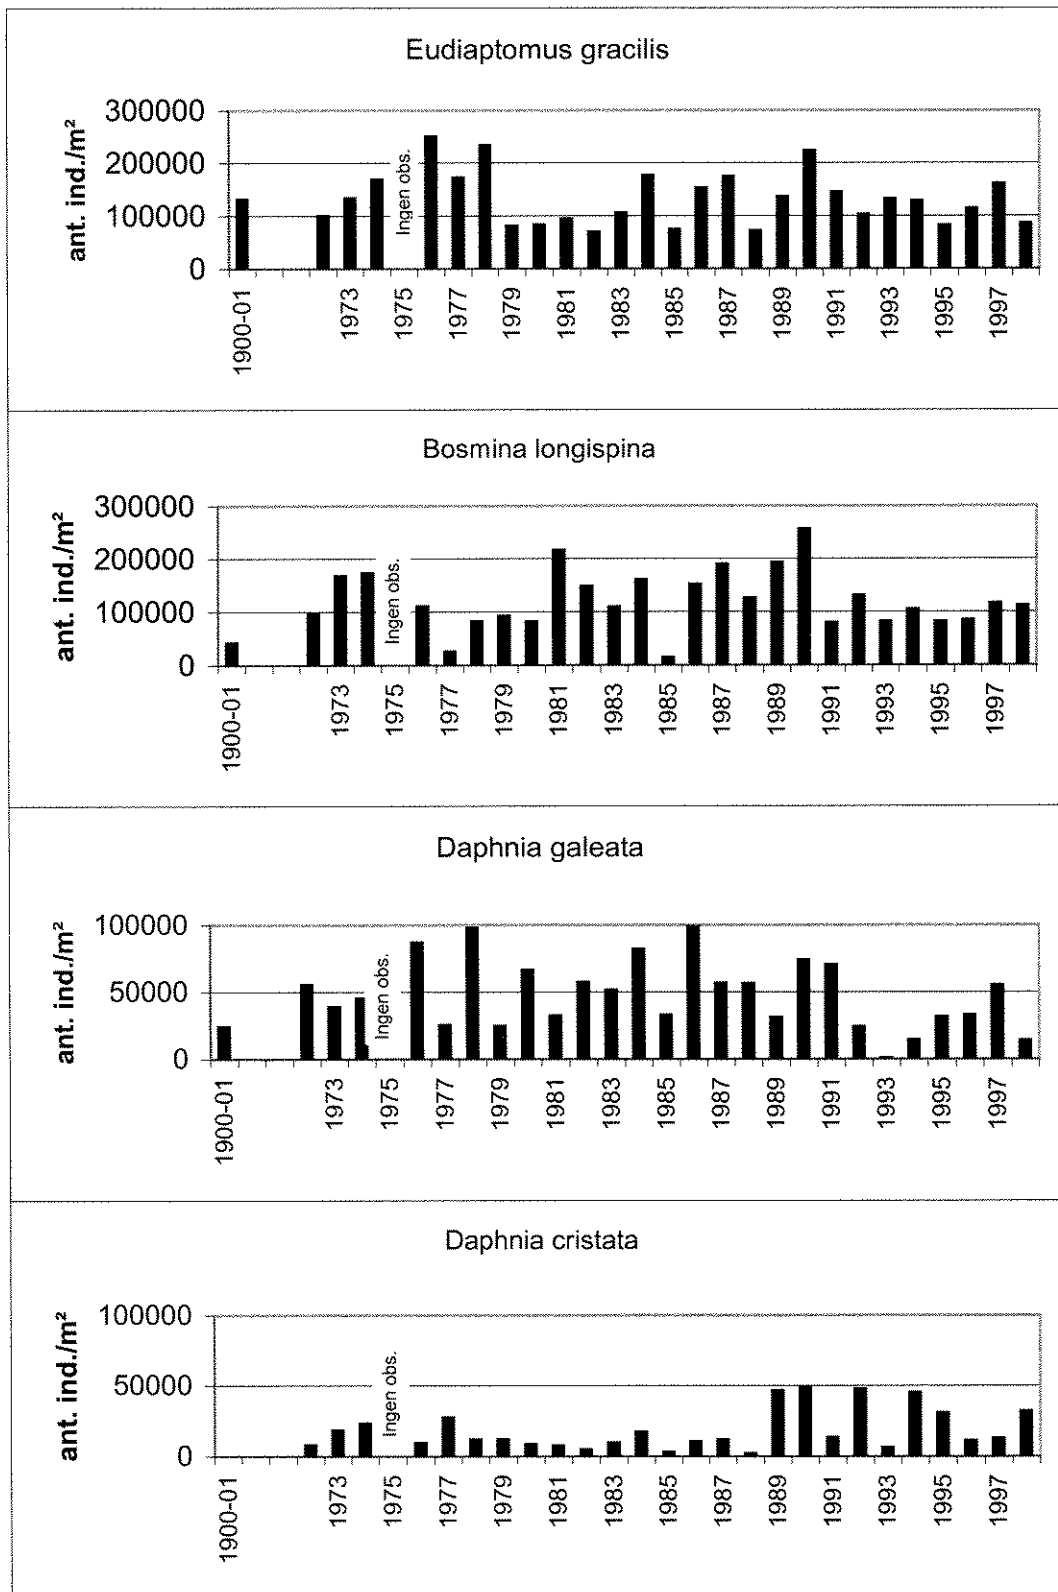 Eudiaptomus gracilis
ant. ind./m²
300000
200000
100000
0
Ingen obs.
1900-01 1973 1975 1977 1979 1981 1983 1985 1987 1989 1991 1993 1995 1997
Bosmina longispina
ant. ind./m²
300000
200000
100000
0
Ingen obs.
1900-01 1973 1975 1977 1979 1981 1983 1985 1987 1989 1991 1993 1995 1997
Daphnia galeata
ant. ind./m²
100000
50000
0
Ingen obs.
1900-01 1973 1975 1977 1979 1981 1983 1985 1987 1989 1991 1993 1995 1997
Daphnia cristata
ant. ind./m²
100000
50000
0
Ingen obs.
1900-01 1973 1975 1977 1979 1981 1983 1985 1987 1989 1991 1993 1995 1997